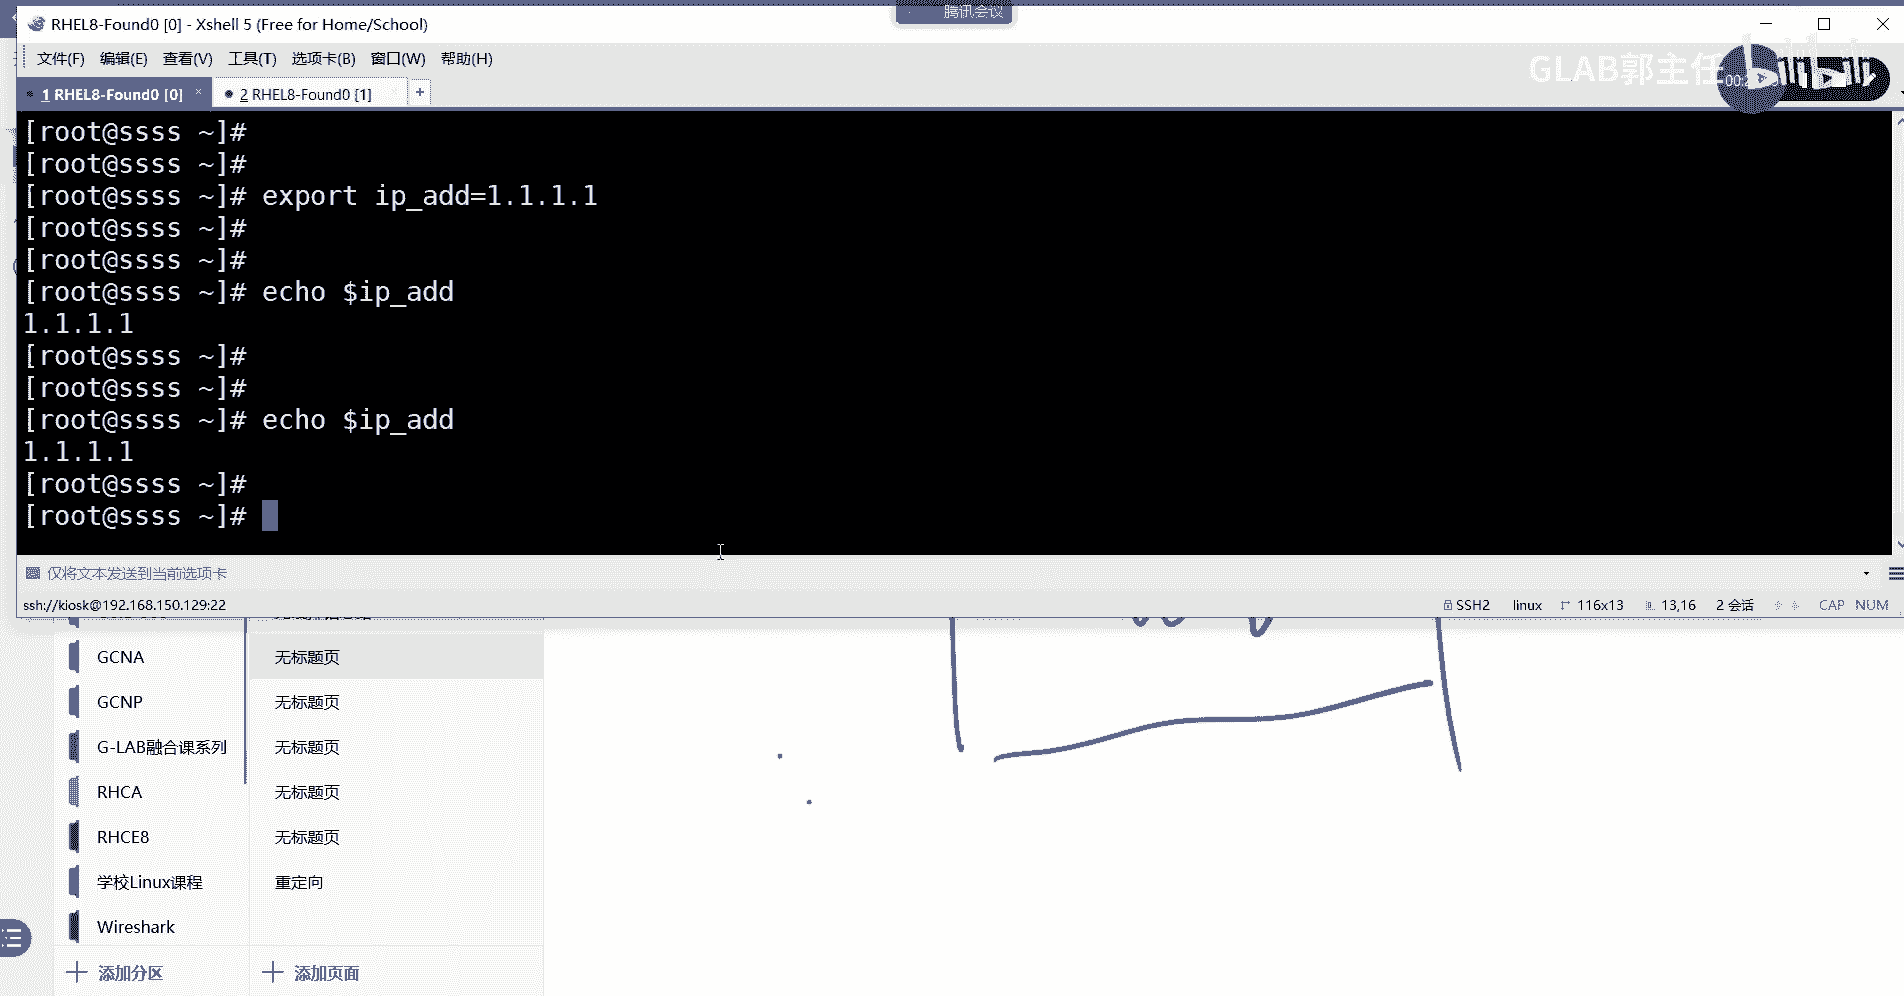 腾讯会议
RHEL8-Found0 [0] - Xshell 5 (Free for Home/School)
文件(F) 编辑(E) 查看(V) 工具(T) 选项卡(B) 窗口(W) 帮助(H)
GLAB郭主任
1 RHEL8-Found0 [0] × 2 RHEL8-Found0 [1] +
[root@ssss ~]#
[root@ssss ~]#
[root@ssss ~]# export ip_add=1.1.1.1
[root@ssss ~]#
[root@ssss ~]#
[root@ssss ~]# echo $ip_add
1.1.1.1
[root@ssss ~]#
[root@ssss ~]#
[root@ssss ~]# echo $ip_add
1.1.1.1
[root@ssss ~]#
[root@ssss ~]#
仅将文本发送到当前选项卡
ssh://kiosk@192.168.150.129:22 SSH2 linux 116x13 13,16 2 会话 CAP NUM
GCNA 无标题页
GCNP 无标题页
G-LAB融合课系列 无标题页
RHCA 无标题页
RHCE8 无标题页
学校Linux课程 重定向
Wireshark
添加分区 添加页面